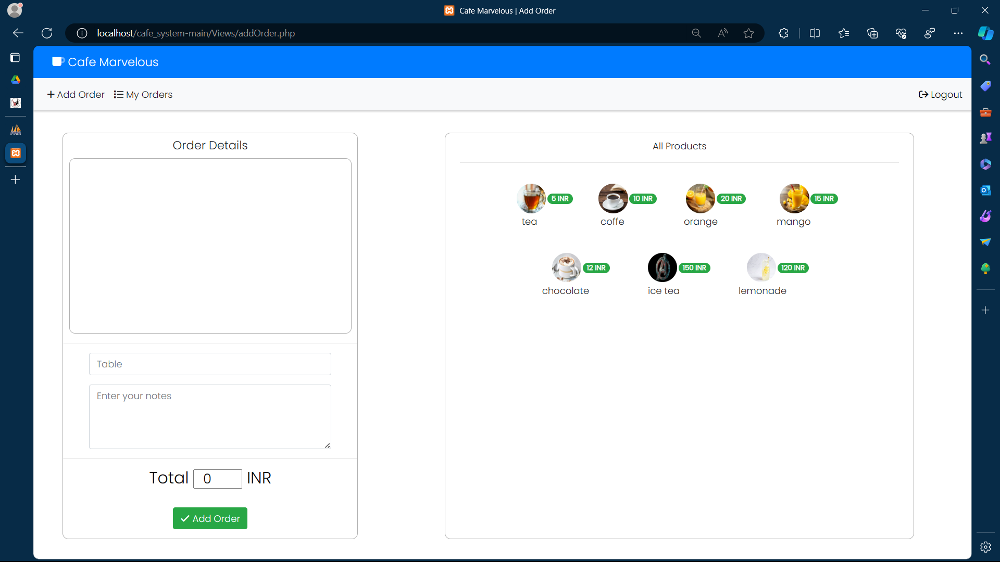 Cafe Marvelous | Add Order
localhost/cafe_system-main/Views/addOrder.php
Cafe Marvelous
Add Order
My Orders
Logout
Order Details
Table
Enter your notes
Total 0 INR
Add Order
All Products
5 INR
10 INR
20 INR
15 INR
tea
coffe
orange
mango
12 INR
150 INR
120 INR
chocolate
ice tea
lemonade